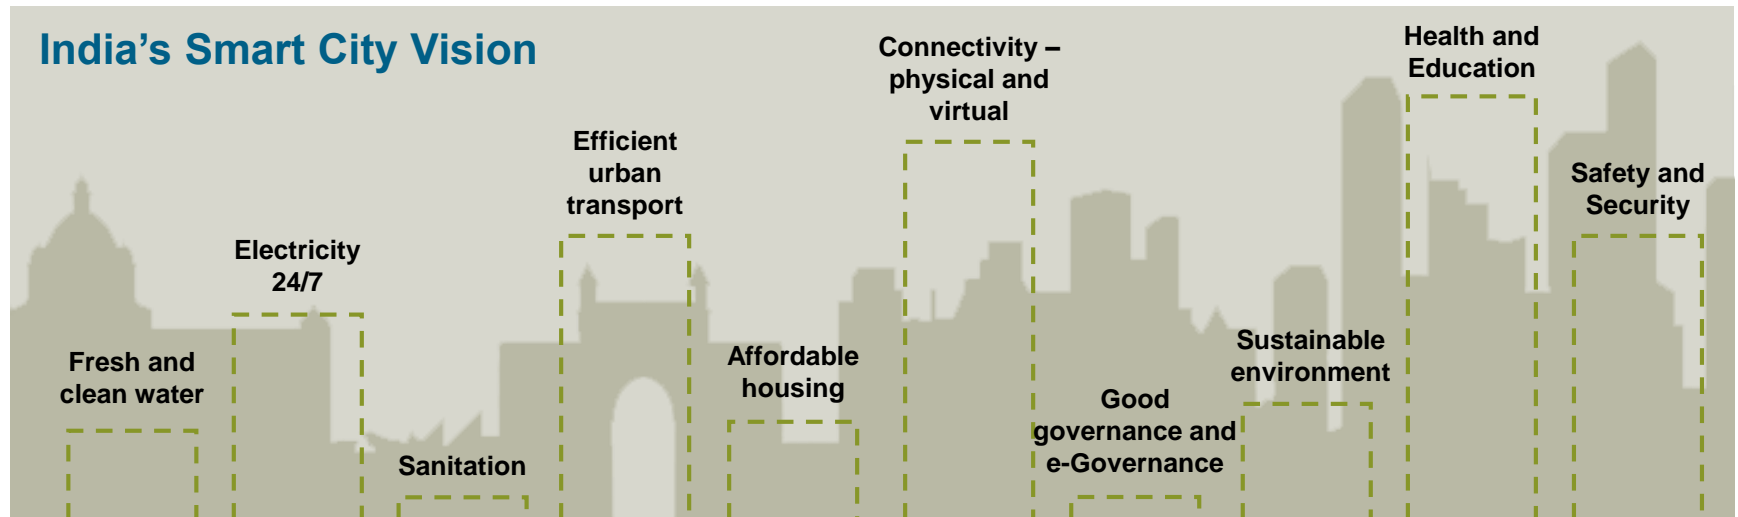 India’s Smart City Vision
Fresh and
clean water
Electricity
24/7
Sanitation
Efficient
urban
transport
Affordable
housing
Connectivity –
physical and
virtual
Good
governance and
e-Governance
Sustainable
environment
Health and
Education
Safety and
Security